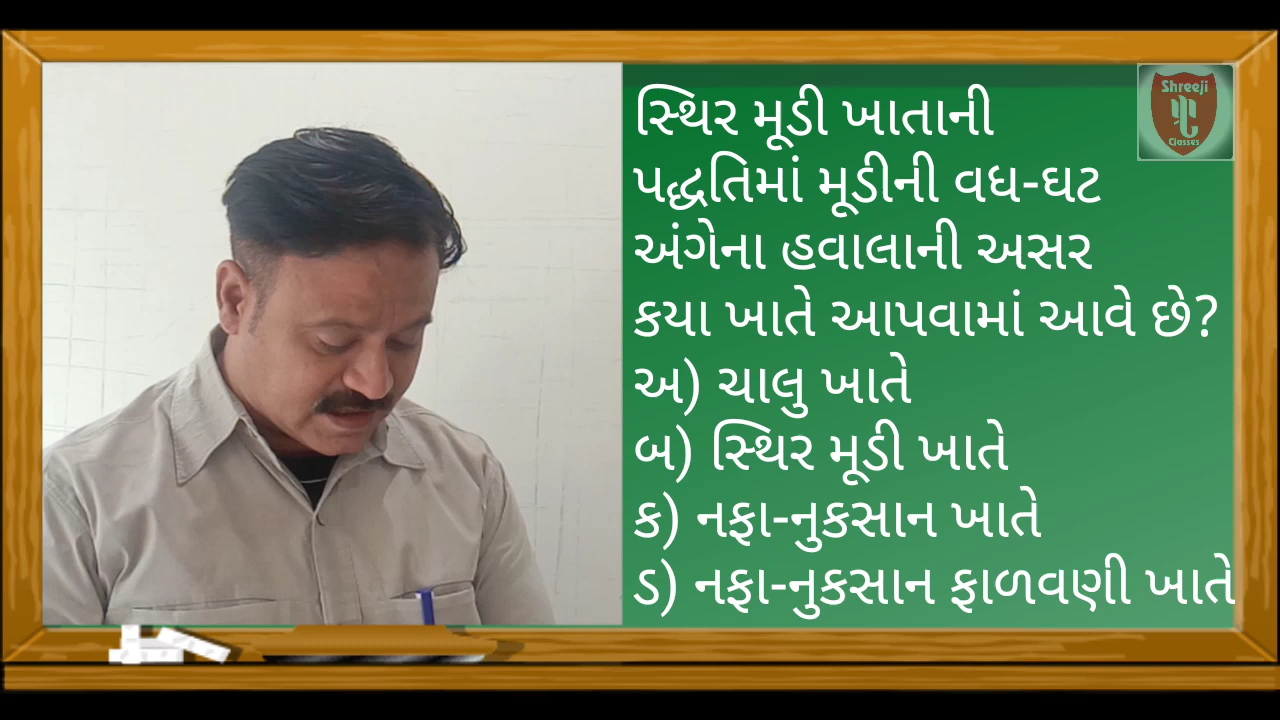 Shreeji
Classes
સ્થિર મૂડી ખાતાની
પદ્ધતિમાં મૂડીની વધ-ઘટ
અંગેના હવાલાની અસર
કયા ખાતે આપવામાં આવે છે?
અ) ચાલુ ખાતે
બ) સ્થિર મૂડી ખાતે
ક) નફા-નુકસાન ખાતે
ડ) નફા-નુકસાન ફાળવણી ખાતે